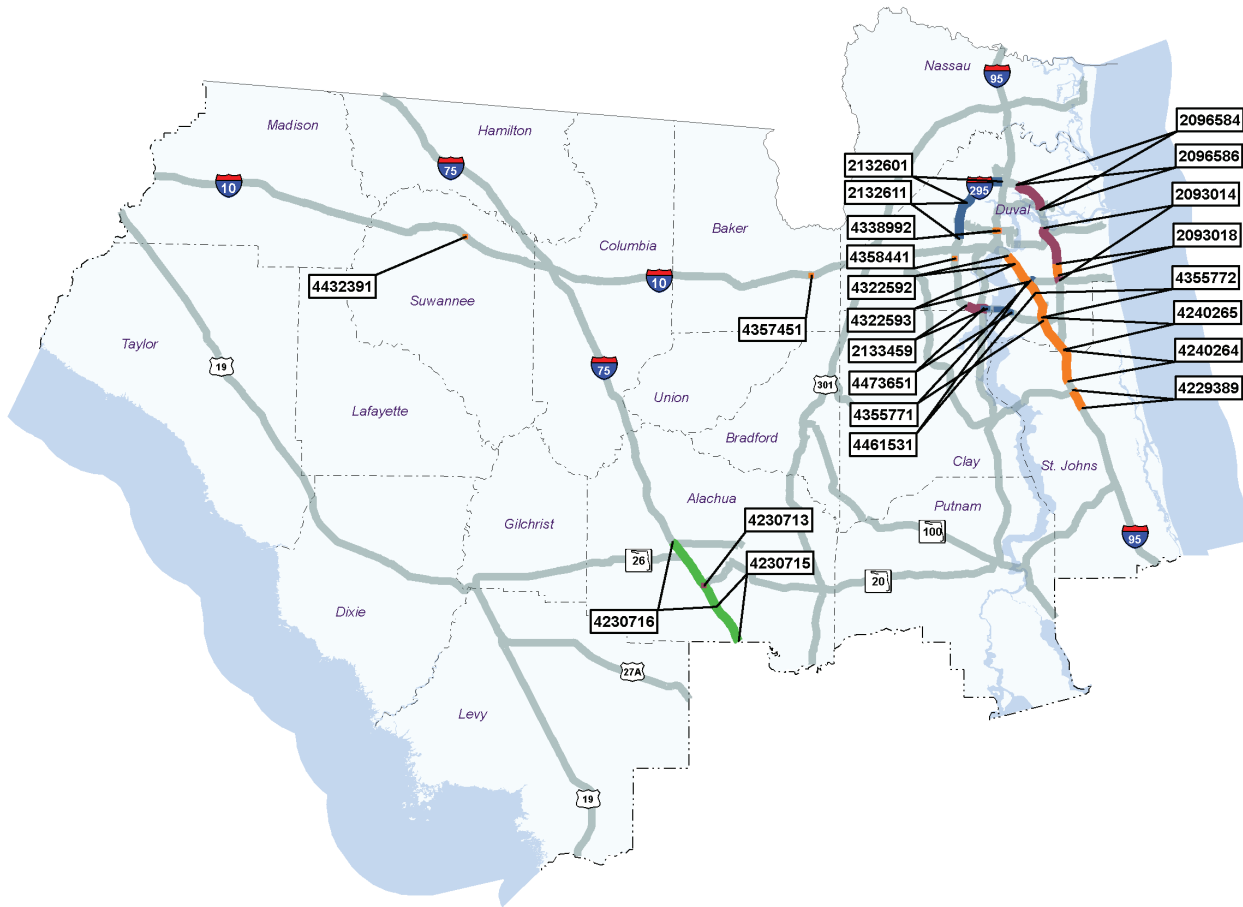 Nassau
95
Madison
Hamilton
2096584
75
2096586
10
2132601
295
2132611
2093014
Duval
4338992
Baker
Columbia
2093018
4358441
4355772
10
4432391
4322592
Suwannee
4240265
4322593
4357451
Taylor
2133459
4240264
19
75
4473651
301
4229389
Union
Lafayette
4355771
Bradford
4461531
Clay
St. Johns
Alachua
Putnam
Gilchrist
4230713
100
95
26
4230715
20
Dixie
4230716
27A
Levy
19